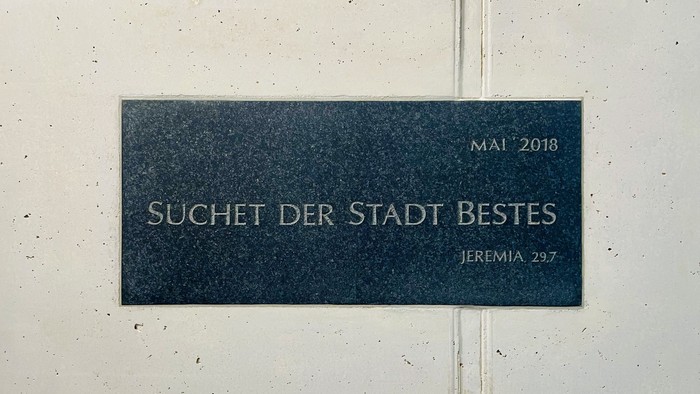 MAI 2018
SUCHET DER STADT BESTES
JEREMIA 29,7